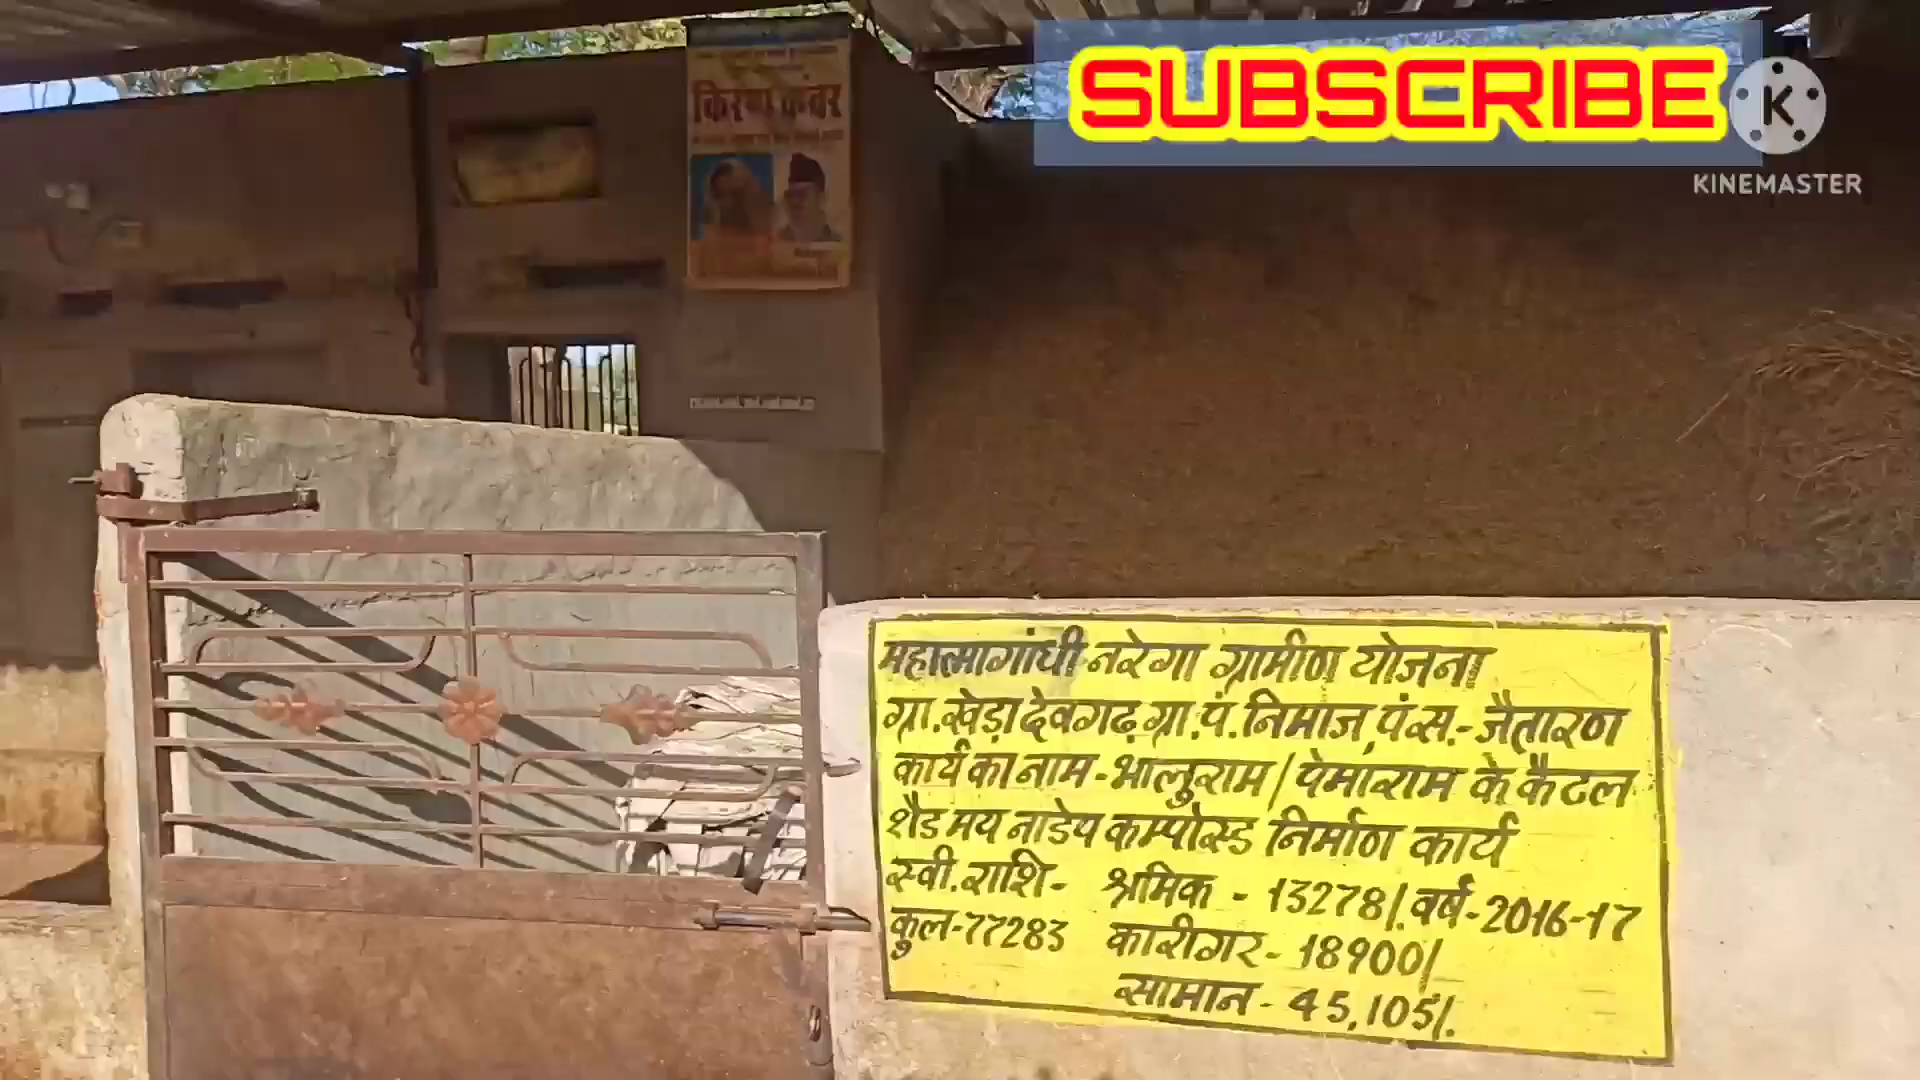 SUBSCRIBE
K
KINEMASTER
किरण कंवर
महात्मागांधी नरेगा ग्रामीण योजना
ग्रा.खेड़ा देवगढ़ ग्रा.पं.निमाज,पं.स.-जैतारण
कार्य का नाम-भालुराम/पेमाराम के कैटल
शैड मय नाडेप कम्पोस्ड निर्माण कार्य
स्वी.राशि- श्रमिक - 13278/. वर्ष-2016-17
कुल-77283 कारीगर- 18900/
सामान - 45,105/.